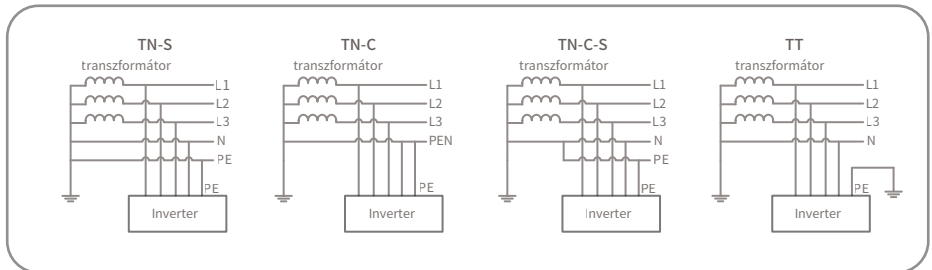 TN-S
transzformátor
L1
L2
L3
N
PE
PE
Inverter
TN-C
transzformátor
L1
L2
L3
PEN
PE
Inverter
TN-C-S
transzformátor
L1
L2
L3
N
PE
PE
Inverter
TT
transzformátor
L1
L2
L3
N
PE
Inverter